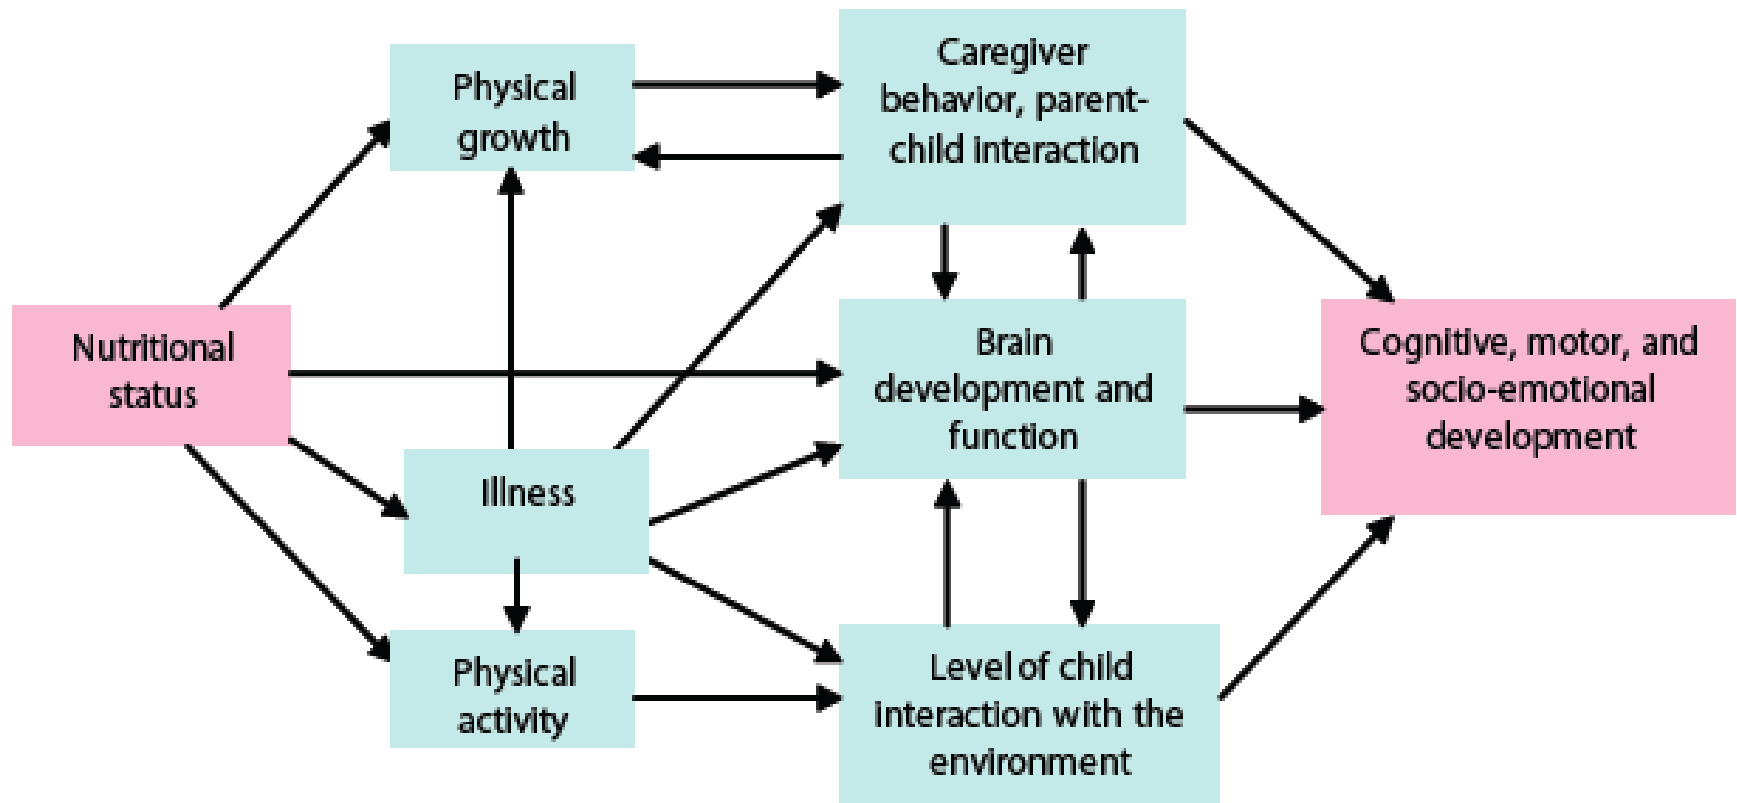 Physical
growth
Caregiver
behavior, parent-
child interaction
Nutritional
status
Brain
development and
function
Cognitive, motor, and
socio-emotional
development
Illness
Physical
activity
Level of child
interaction with the
environment